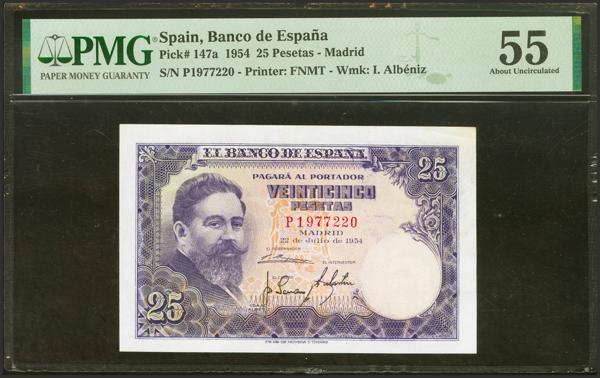 PMG®
PAPER MONEY GUARANTY
Spain, Banco de España
Pick# 147a 1954 25 Pesetas - Madrid
S/N P1977220 - Printer: FNMT - Wmk: I. Albéniz
55
About Uncirculated
EL BANCO DE ESPAÑA
25
PAGARÁ AL PORTADOR
VEINTICINCO
PESETAS
P1977220
MADRID
22 de Julio de 1954
EL GOBERNADOR
EL INTERVENTOR
25